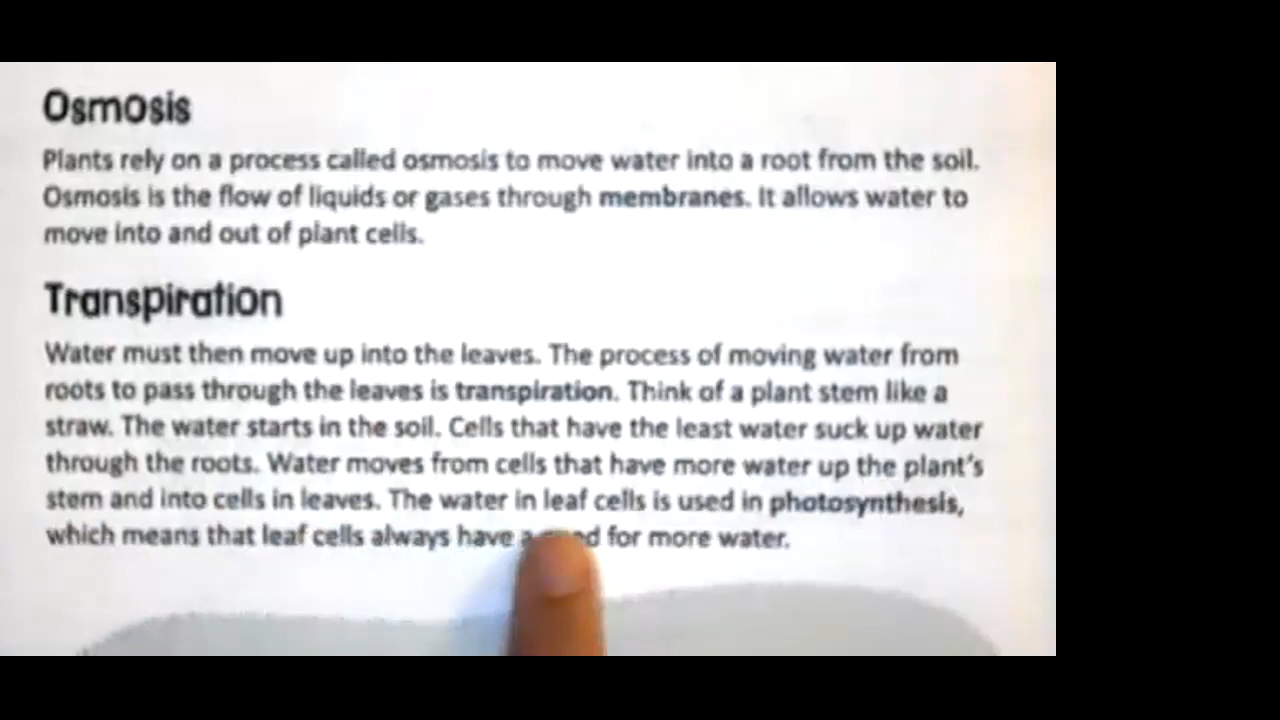 Osmosis
Plants rely on a process called osmosis to move water into a root from the soil.
Osmosis is the flow of liquids or gases through membranes. It allows water to
move into and out of plant cells.
Transpiration
Water must then move up into the leaves. The process of moving water from
roots to pass through the leaves is transpiration. Think of a plant stem like a
straw. The water starts in the soil. Cells that have the least water suck up water
through the roots. Water moves from cells that have more water up the plant's
stem and into cells in leaves. The water in leaf cells is used in photosynthesis,
which means that leaf cells always have a for more water.